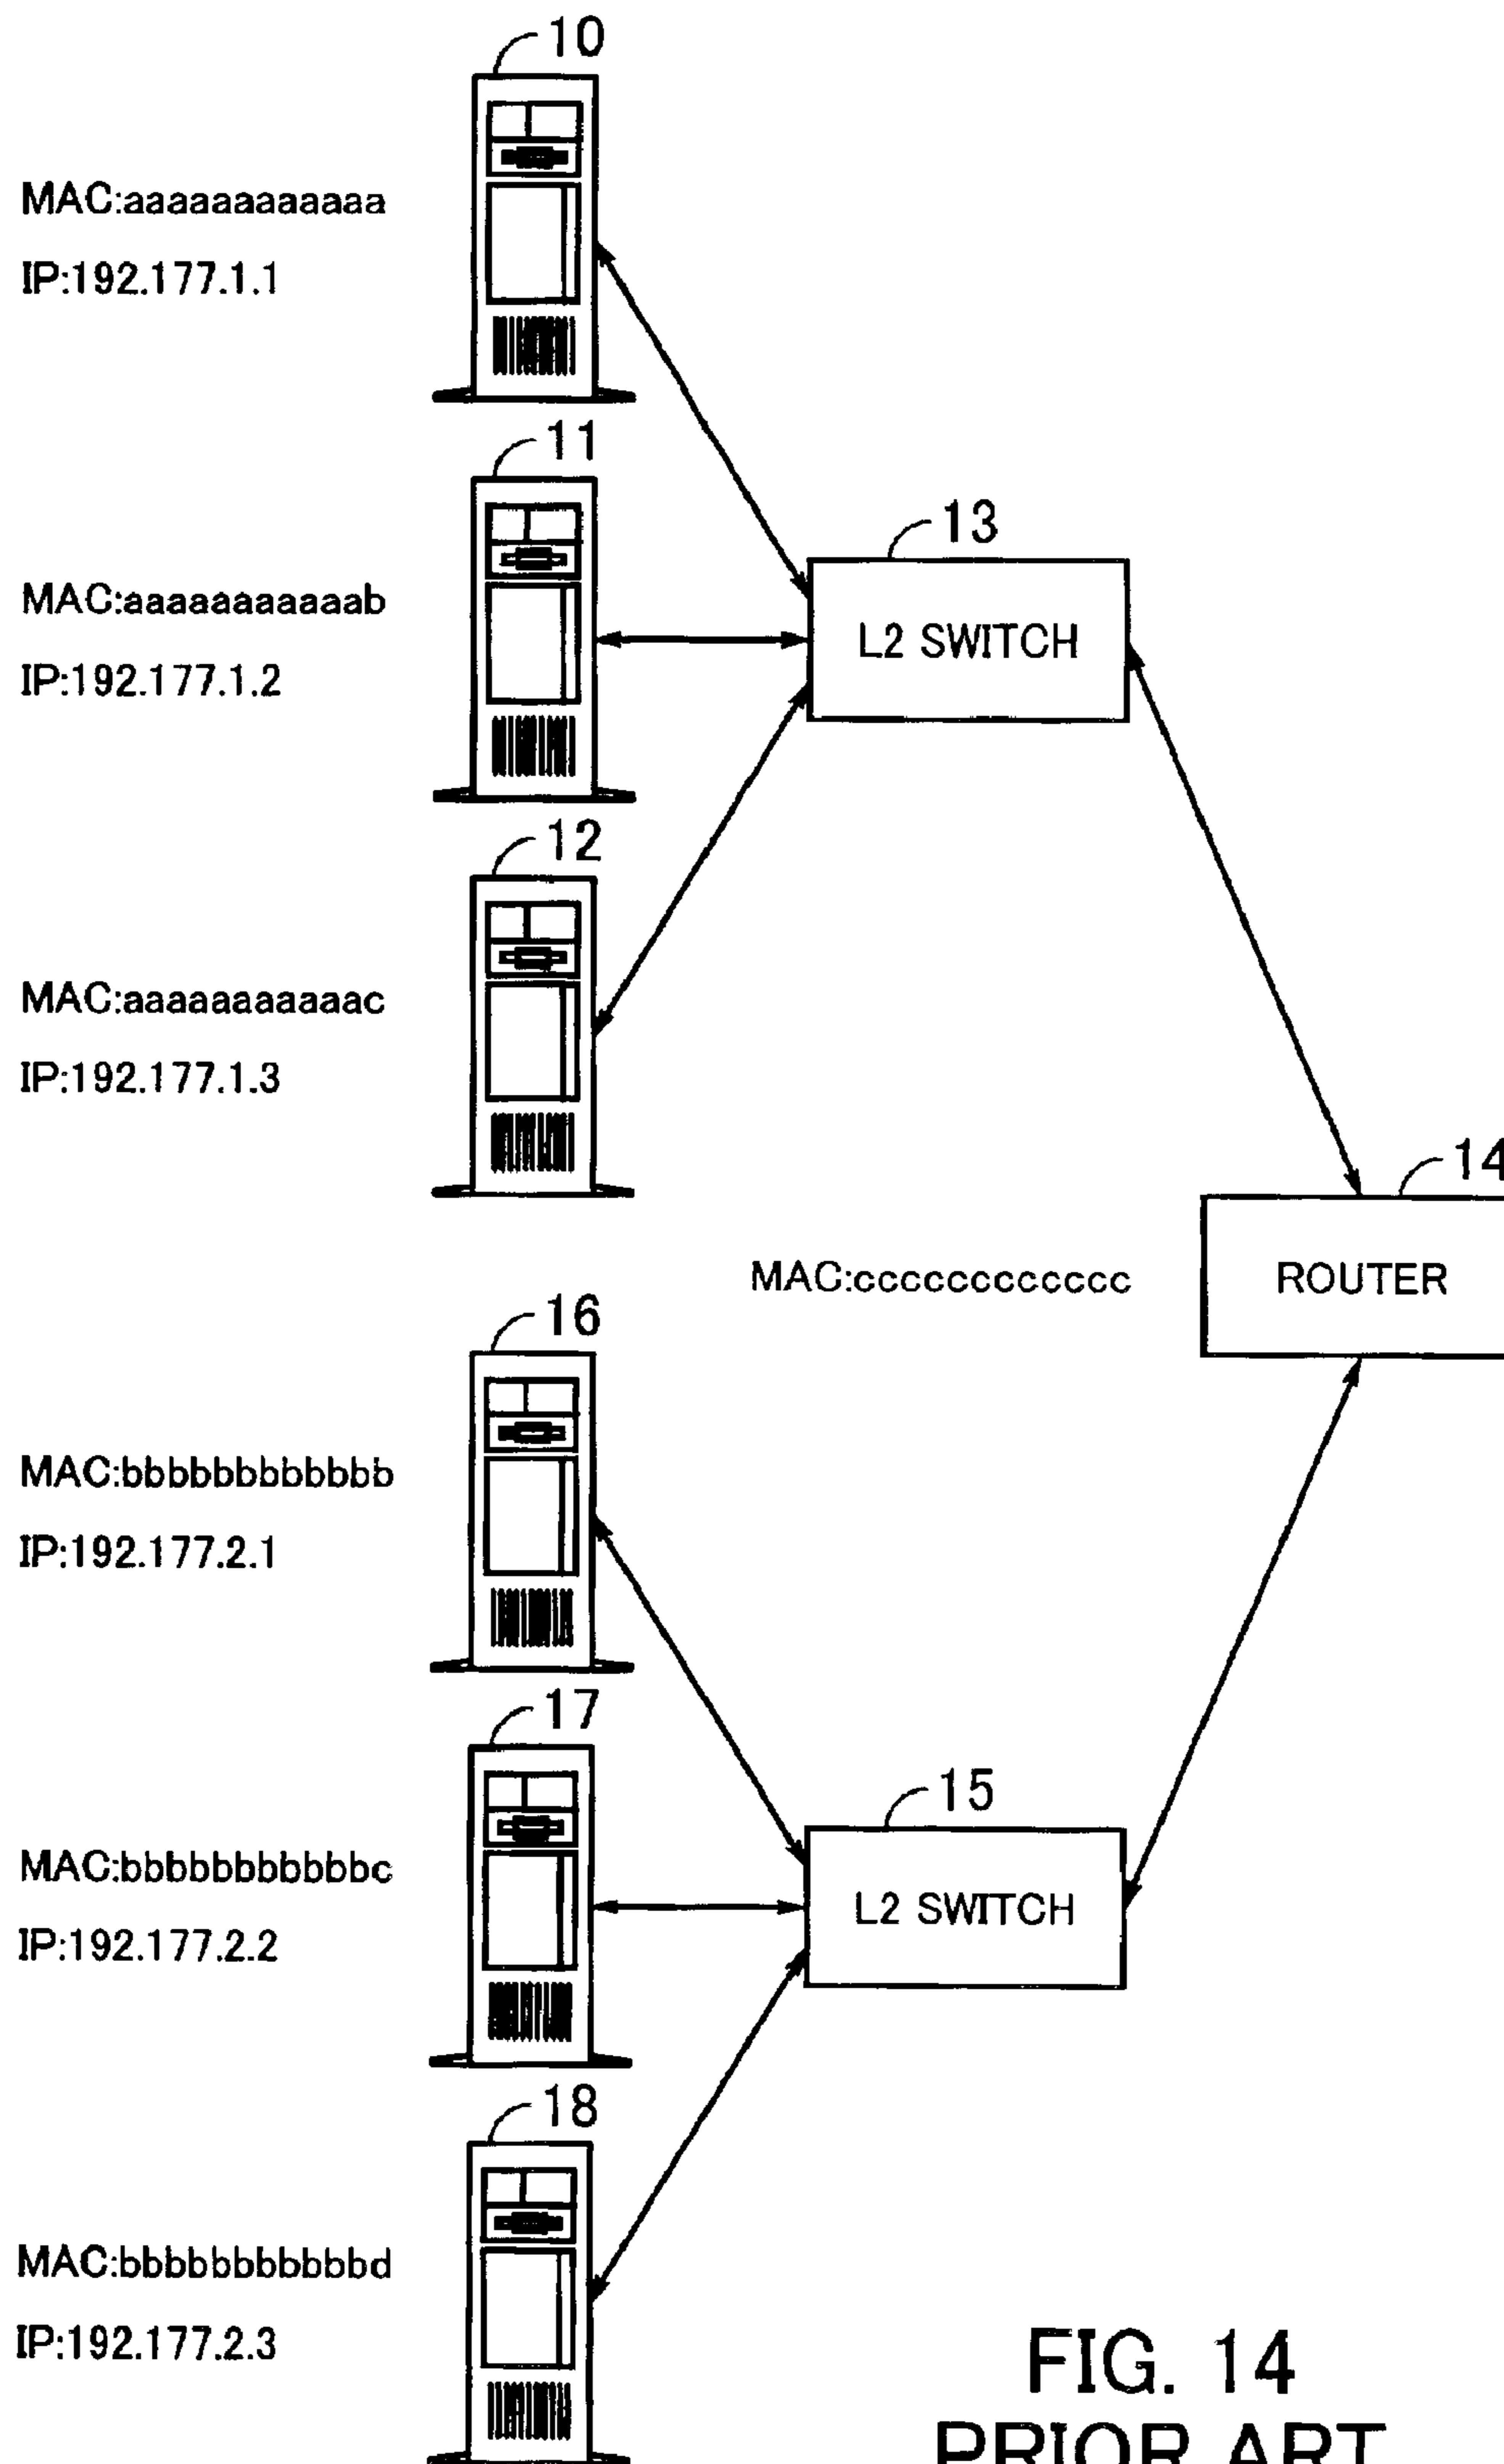 10
MAC:aaaaaaaaaaaa
IP:192.177.1.1
11
13
MAC:aaaaaaaaaaab
L2 SWITCH
IP:192.177.1.2
12
MAC:aaaaaaaaaaac
IP:192.177.1.3
14
MAC:cccccccccccc
ROUTER
16
MAC:bbbbbbbbbbbb
IP:192.177.2.1
17
15
MAC:bbbbbbbbbbbc
L2 SWITCH
IP:192.177.2.2
18
MAC:bbbbbbbbbbbd
IP:192.177.2.3
FIG. 14
PRIOR ART